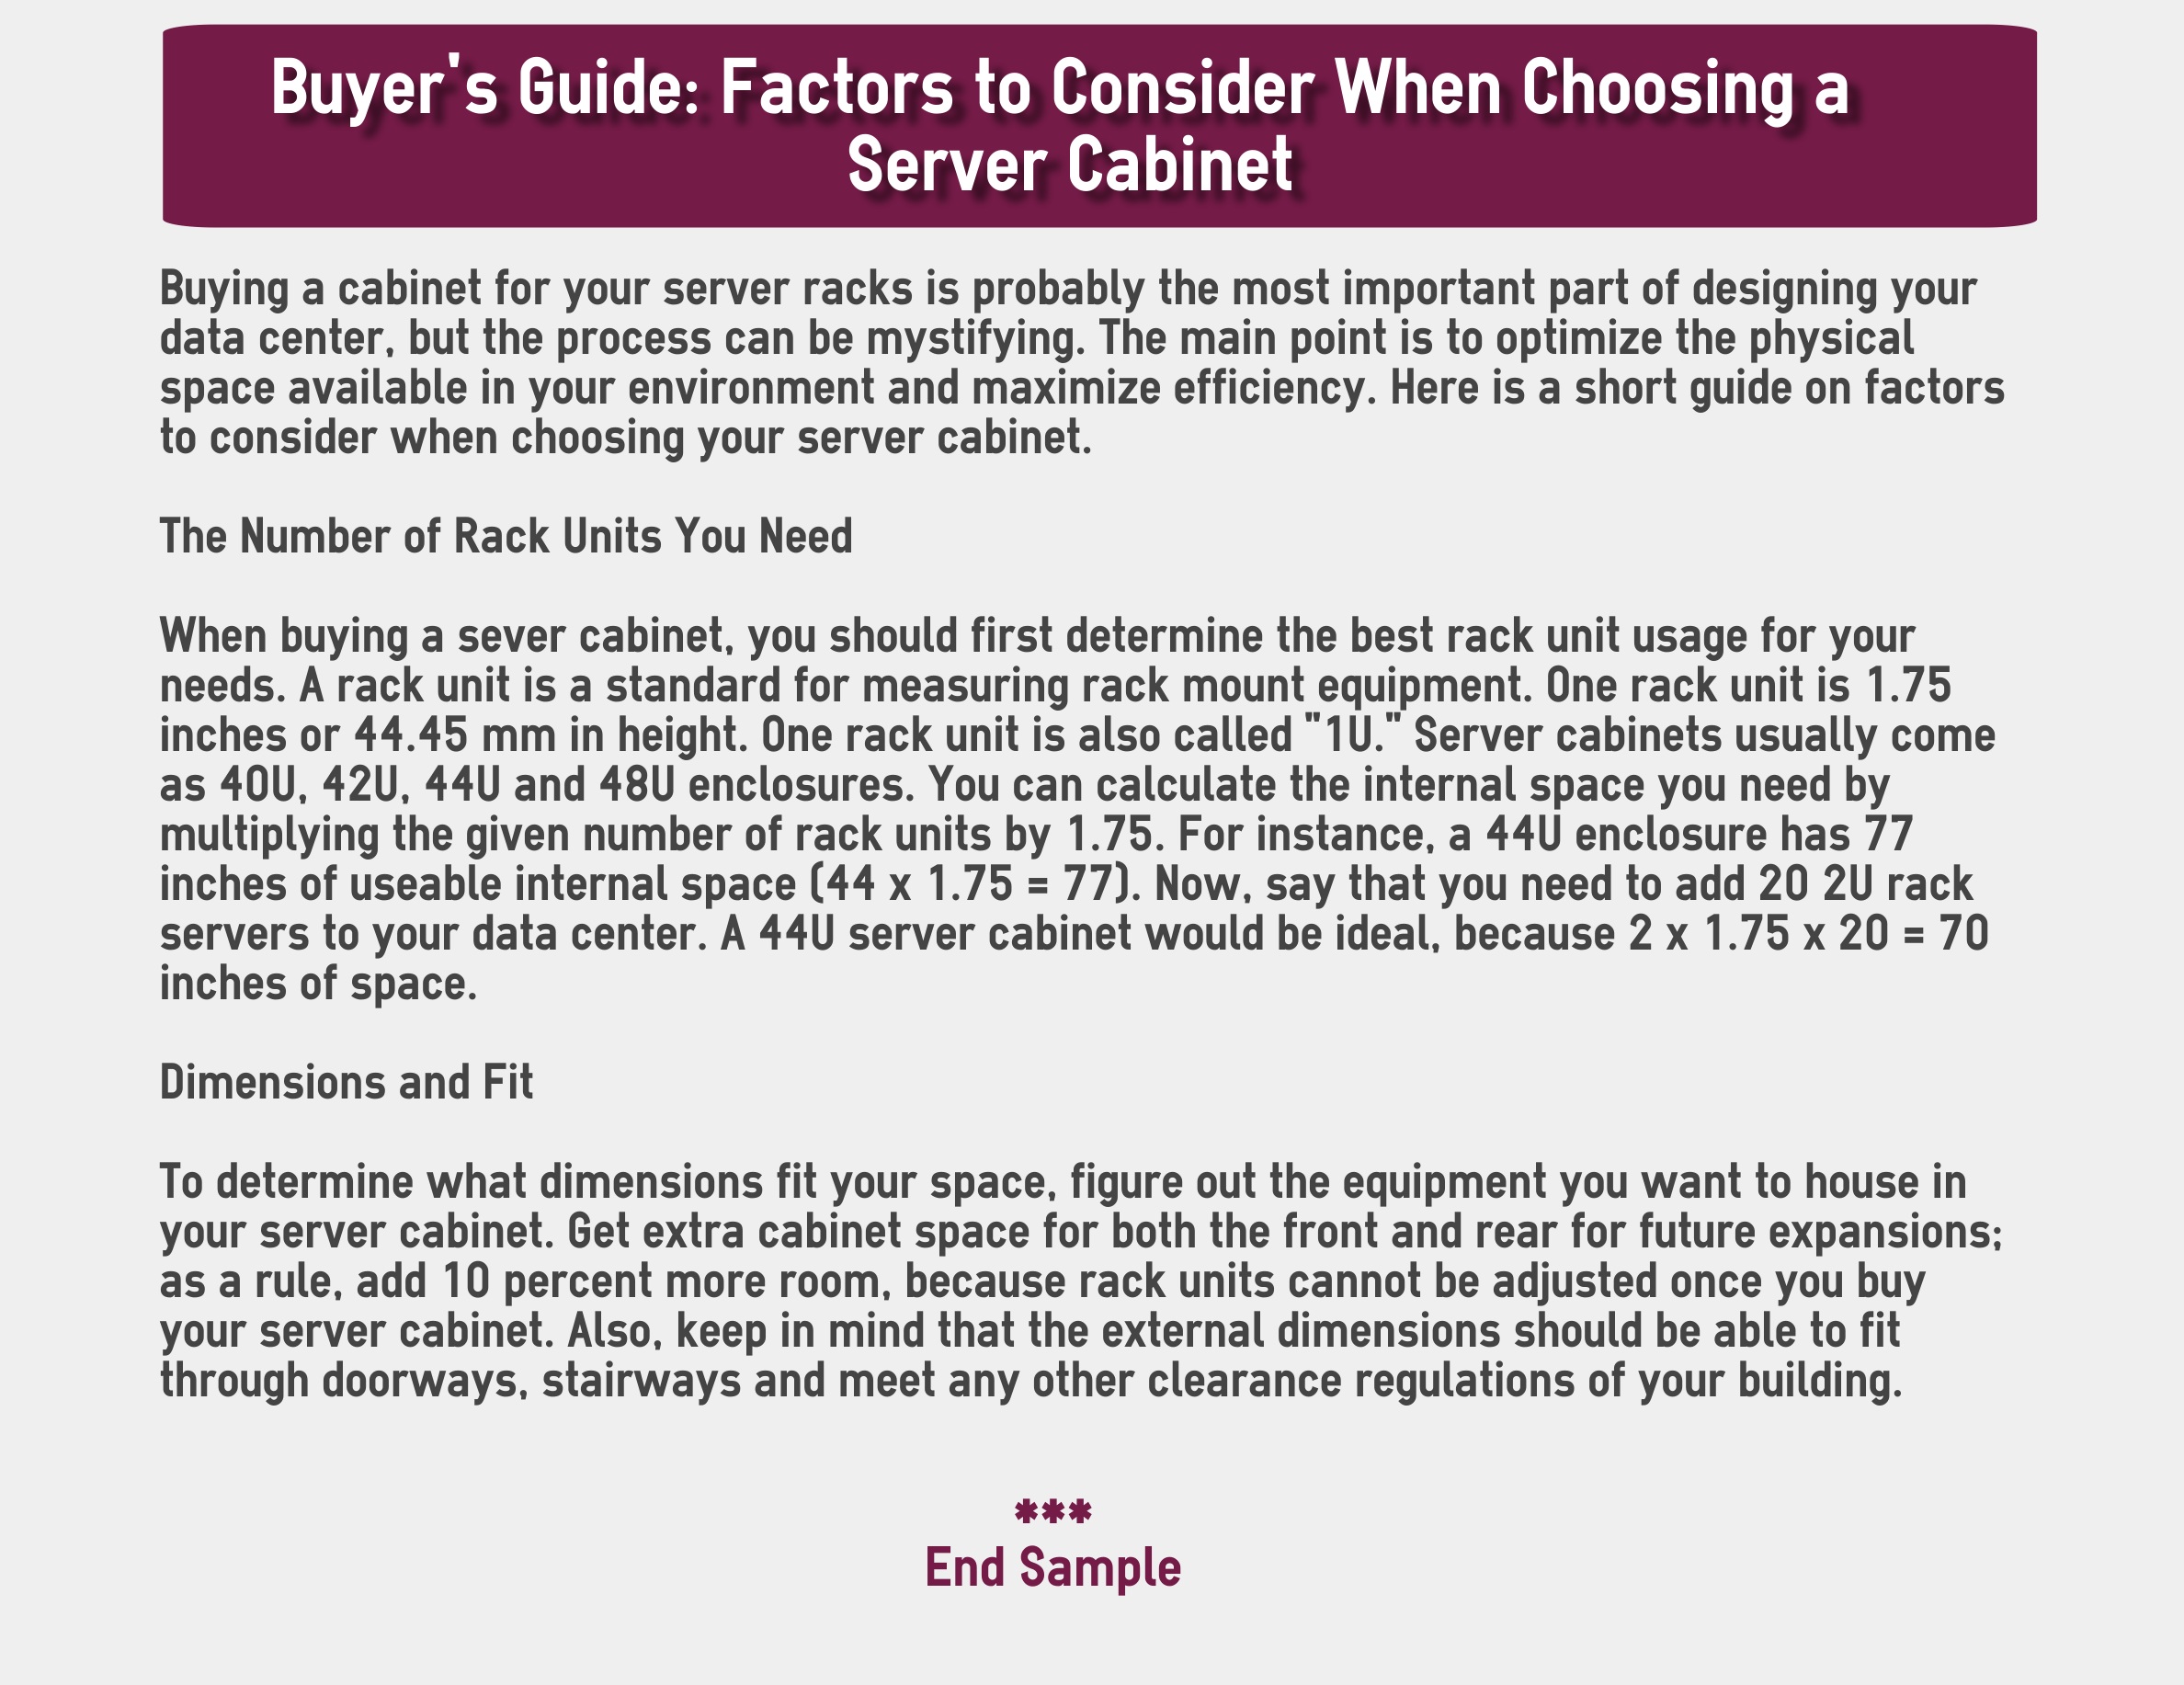 Buyer's Guide: Factors to Consider When Choosing a
Server Cabinet
Buying a cabinet for your server racks is probably the most important part of designing your
data center, but the process can be mystifying. The main point is to optimize the physical
space available in your environment and maximize efficiency. Here is a short guide on factors
to consider when choosing your server cabinet.
The Number of Rack Units You Need
When buying a sever cabinet, you should first determine the best rack unit usage for your
needs. A rack unit is a standard for measuring rack mount equipment. One rack unit is 1.75
inches or 44.45 mm in height. One rack unit is also called "1U." Server cabinets usually come
as 40U, 42U, 44U and 48U enclosures. You can calculate the internal space you need by
multiplying the given number of rack units by 1.75. For instance, a 44U enclosure has 77
inches of useable internal space (44 x 1.75 = 77). Now, say that you need to add 20 2U rack
servers to your data center. A 44U server cabinet would be ideal, because 2 x 1.75 x 20 = 70
inches of space.
Dimensions and Fit
To determine what dimensions fit your space, figure out the equipment you want to house in
your server cabinet. Get extra cabinet space for both the front and rear for future expansions;
as a rule, add 10 percent more room, because rack units cannot be adjusted once you buy
your server cabinet. Also, keep in mind that the external dimensions should be able to fit
through doorways, stairways and meet any other clearance regulations of your building.
***
End Sample